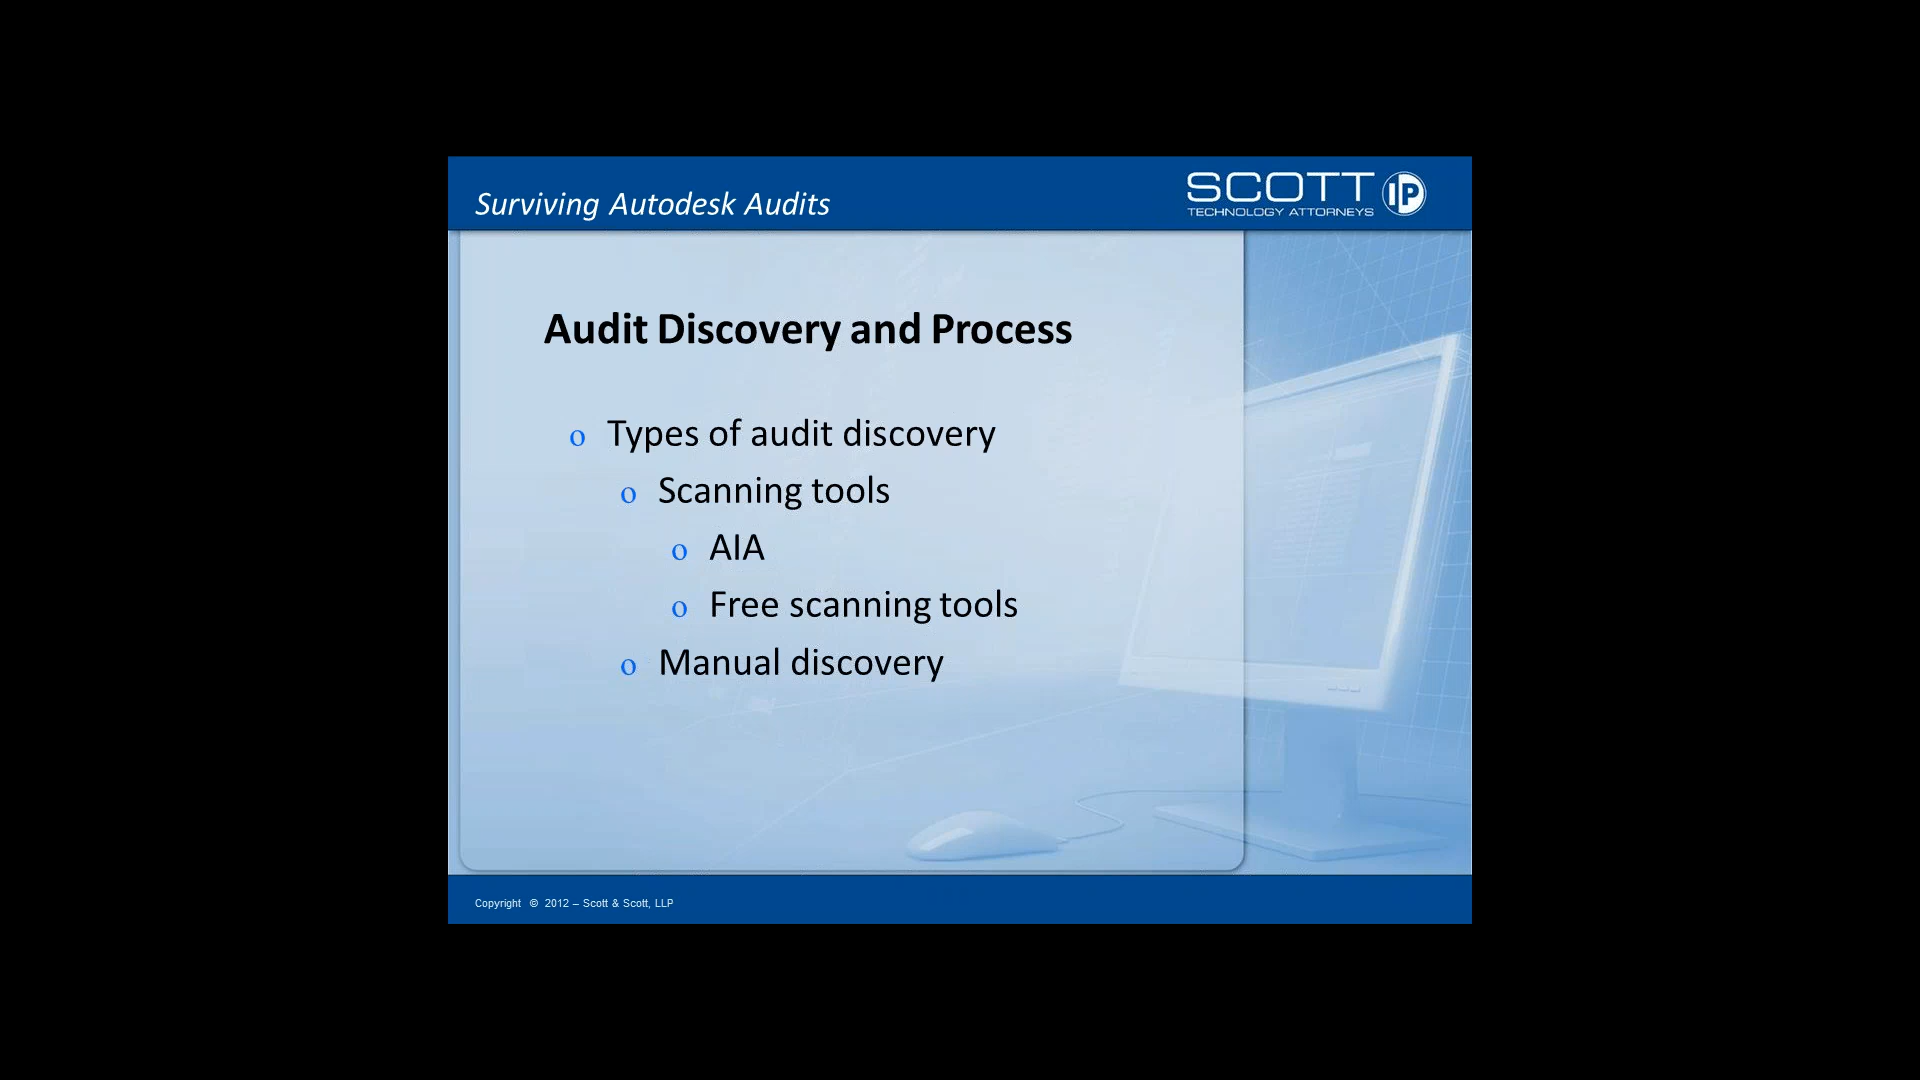 Surviving Autodesk Audits
SCOTT IP
TECHNOLOGY ATTORNEYS
Audit Discovery and Process
o Types of audit discovery
o Scanning tools
o AIA
o Free scanning tools
o Manual discovery
Copyright © 2012 – Scott & Scott, LLP